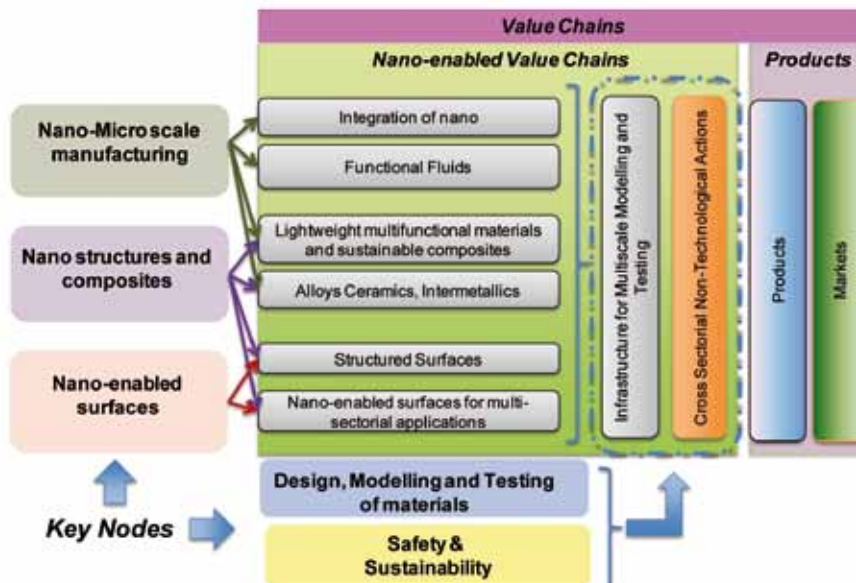 Value Chains
Nano-enabled Value Chains
Products
Nano-Microscale
manufacturing
Nano structures and
composites
Nano-enabled
surfaces
Integration of nano
Functional Fluids
Lightweight multifunctional materials
and sustainable composites
Alloys Ceramics, Intermetallics
Structured Surfaces
Nano-enabled surfaces for multi-
sectorial applications
Infrastructure for Multiscale Modelling and
Testing
Cross Sectorial Non-Technological Actions
Products
Markets
Key Nodes
Design, Modelling and Testing
of materials
Safety &
Sustainability